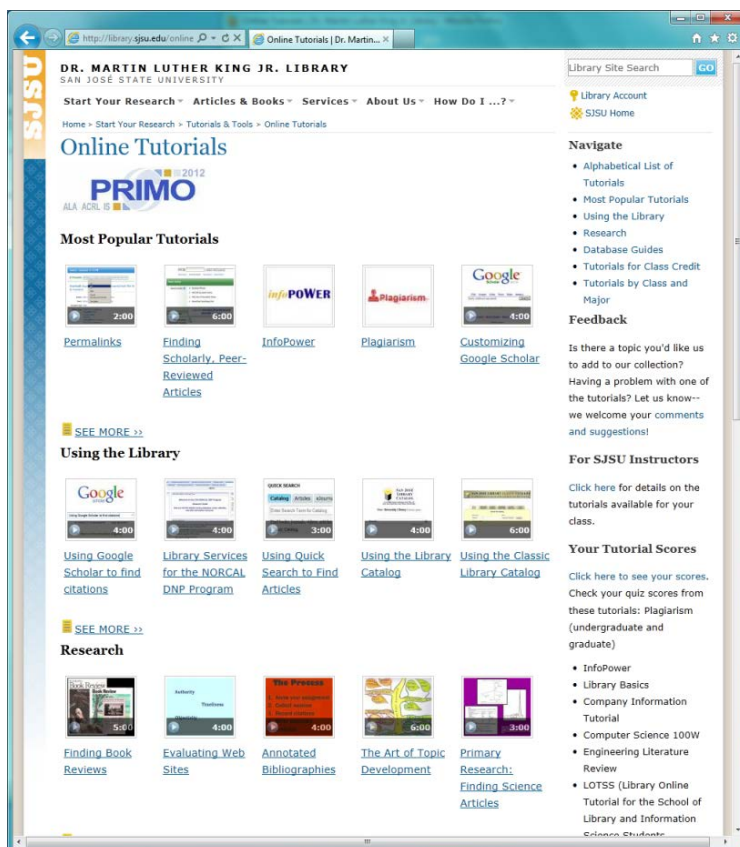 http://library.sjsu.edu/online
Online Tutorials | Dr. Martin...
SJSU
DR. MARTIN LUTHER KING JR. LIBRARY
SAN JOSÉ STATE UNIVERSITY
Start Your Research Articles & Books Services About Us How Do I ...?
Home > Start Your Research > Tutorials & Tools > Online Tutorials
Online Tutorials
2012
PRIMO
ALA ACRL IS
Most Popular Tutorials
2:00
6:00
infoPOWER
Plagiarism
Google
4:00
Permalinks
Finding
Scholarly, Peer-
Reviewed
Articles
InfoPower
Plagiarism
Customizing
Google Scholar
SEE MORE >>
Using the Library
Google
4:00
4:00
QUICK SEARCH
Catalog Articles
3:00
4:00
6:00
Using Google
Scholar to find
citations
Library Services
for the NORCAL
DNP Program
Using Quick
Search to Find
Articles
Using the Library
Catalog
Using the Classic
Library Catalog
SEE MORE >>
Research
Book Review
5:00
Authority
Timeliness
4:00
The Process
4:00
6:00
3:00
Finding Book
Reviews
Evaluating Web
Sites
Annotated
Bibliographies
The Art of Topic
Development
Primary
Research:
Finding Science
Articles
Library Site Search GO
Library Account
SJSU Home
Navigate
• Alphabetical List of
Tutorials
• Most Popular Tutorials
• Using the Library
• Research
• Database Guides
• Tutorials for Class Credit
• Tutorials by Class and
Major
Feedback
Is there a topic you'd like us
to add to our collection?
Having a problem with one of
the tutorials? Let us know--
we welcome your comments
and suggestions!
For SJSU Instructors
Click here for details on the
tutorials available for your
class.
Your Tutorial Scores
Click here to see your scores.
Check your quiz scores from
these tutorials: Plagiarism
(undergraduate and
graduate)
• InfoPower
• Library Basics
• Company Information
Tutorial
• Computer Science 100W
• Engineering Literature
Review
• LOTSS (Library Online
Tutorial for the School of
Library and Information
Science Students